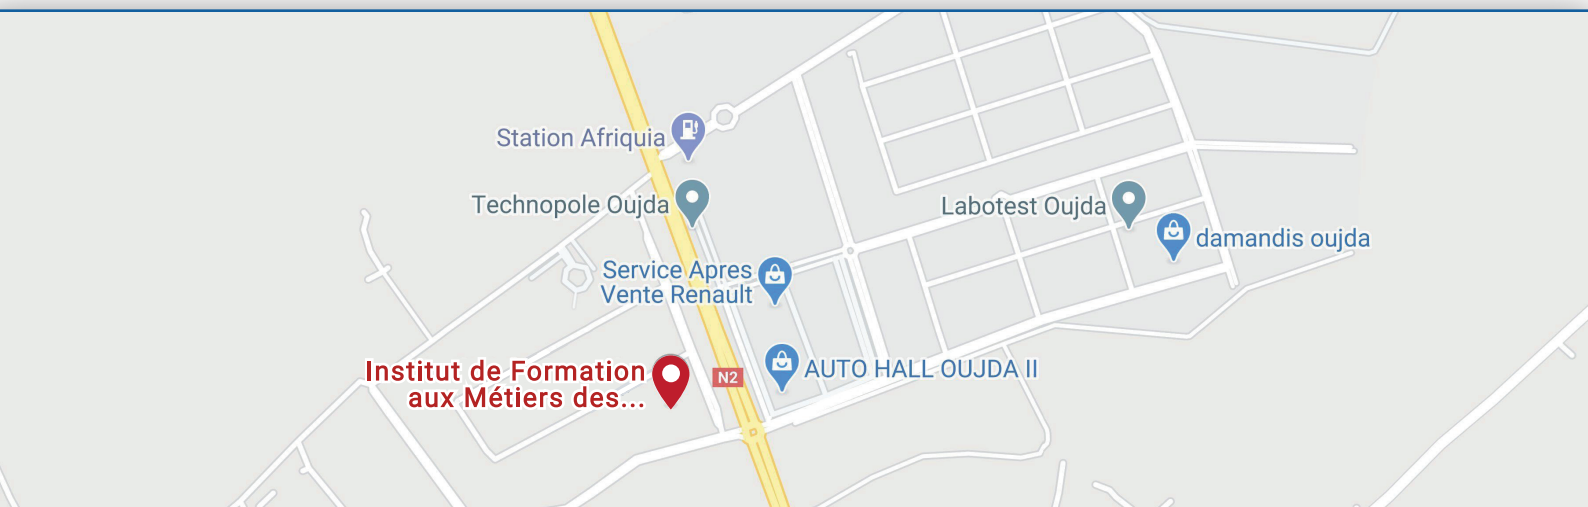 Station Afriquia
Technopole Oujda
Labotest Oujda
damandis oujda
Service Apres
Vente Renault
Institut de Formation
aux Métiers des...
N2
AUTO HALL OUJDA II